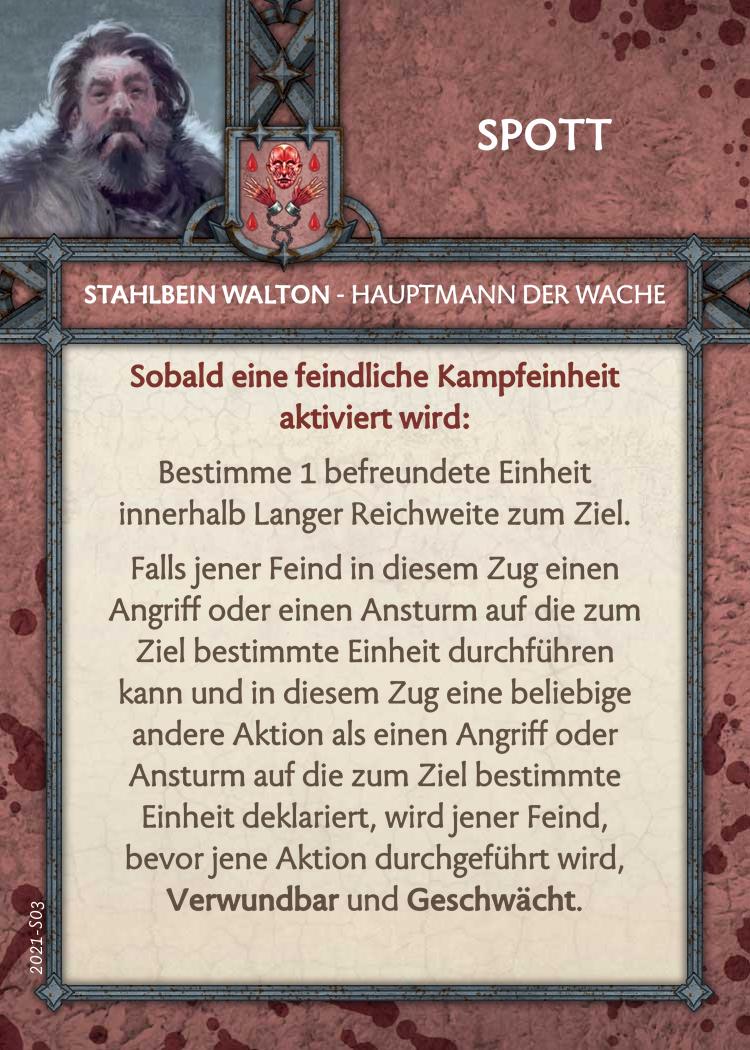 SPOTT
STAHLBEIN WALTON - HAUPTMANN DER WACHE
Sobald eine feindliche Kampfeinheit
aktiviert wird:
Bestimme 1 befreundete Einheit
innerhalb Langer Reichweite zum Ziel.
Falls jener Feind in diesem Zug einen
Angriff oder einen Ansturm auf die zum
Ziel bestimmte Einheit durchführen
kann und in diesem Zug eine beliebige
andere Aktion als einen Angriff oder
Ansturm auf die zum Ziel bestimmte
Einheit deklariert, wird jener Feind,
bevor jene Aktion durchgeführt wird,
Verwundbar und Geschwächt.
2021-S03